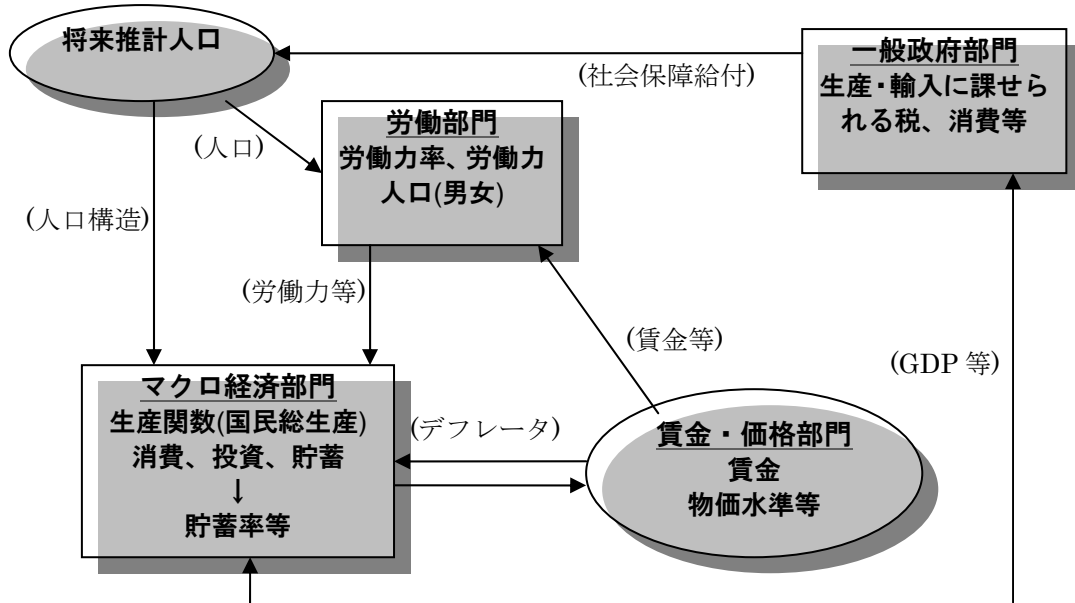 将来推計人口
一般政府部門
生産・輸入に課せら
れる税、消費等
(社会保障給付)
(人口)
労働部門
労働力率、労働力
人口(男女)
(人口構造)
(労働力等)
(賃金等)
(GDP 等)
マクロ経済部門
生産関数(国民総生産)
消費、投資、貯蓄
↓
貯蓄率等
(デフレータ)
賃金・価格部門
賃金
物価水準等